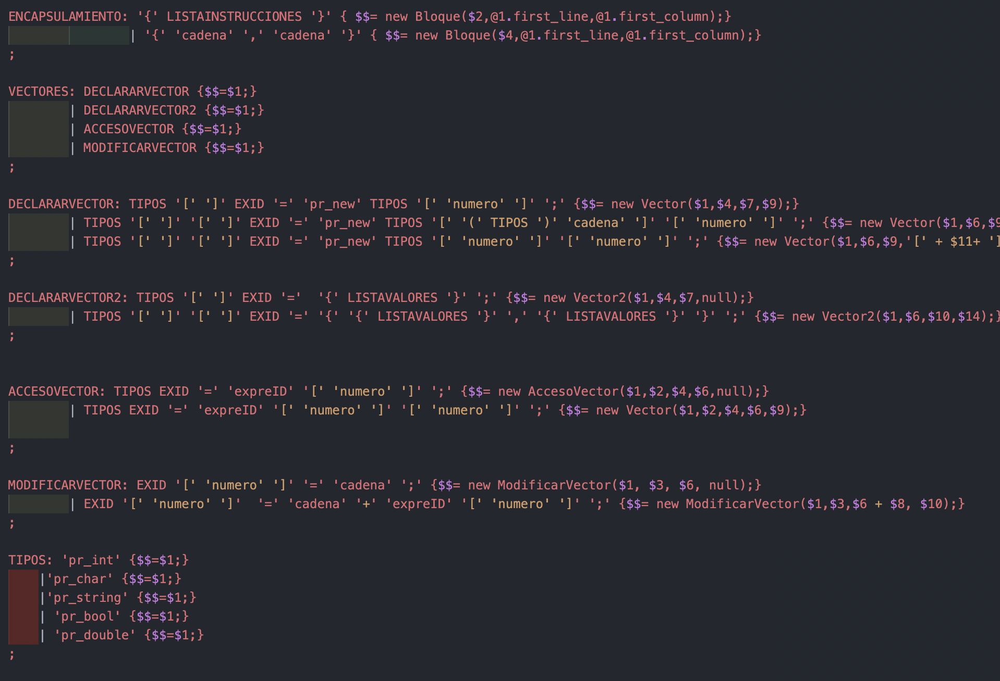 ENCAPSULAMIENTO: '{' LISTAINSTRUCCIONES '}' { $$= new Bloque($2,@1.first_line,@1.first_column);}
| '{' 'cadena' ',' 'cadena' '}' { $$= new Bloque($4,@1.first_line,@1.first_column);}
;
VECTORES: DECLARARVECTOR {$$=$1;}
| DECLARARVECTOR2 {$$=$1;}
| ACCESOVECTOR {$$=$1;}
| MODIFICARVECTOR {$$=$1;}
;
DECLARARVECTOR: TIPOS '[' ']' EXID '=' 'pr_new' TIPOS '[' 'numero' ']' ';' {$$= new Vector($1,$4,$7,$9);}
| TIPOS '[' ']' '[' ']' EXID '=' 'pr_new' TIPOS '[' '(' TIPOS ')' 'cadena' ']' '[' 'numero' ']' ';' {$$= new Vector($1,$6,$9
| TIPOS '[' ']' '[' ']' EXID '=' 'pr_new' TIPOS '[' 'numero' ']' '[' 'numero' ']' ';' {$$= new Vector($1,$6,$9,'[' + $11+ ']
;
DECLARARVECTOR2: TIPOS '[' ']' EXID '=' '{' LISTAVALORES '}' ';' {$$= new Vector2($1,$4,$7,null);}
| TIPOS '[' ']' '[' ']' EXID '=' '{' '{' LISTAVALORES '}' ',' '{' LISTAVALORES '}' '}' ';' {$$= new Vector2($1,$6,$10,$14);}
;
ACCESOVECTOR: TIPOS EXID '=' 'expreID' '[' 'numero' ']' ';' {$$= new AccesoVector($1,$2,$4,$6,null);}
| TIPOS EXID '=' 'expreID' '[' 'numero' ']' '[' 'numero' ']' ';' {$$= new Vector($1,$2,$4,$6,$9);}
;
MODIFICARVECTOR: EXID '[' 'numero' ']' '=' 'cadena' ';' {$$= new ModificarVector($1, $3, $6, null);}
| EXID '[' 'numero' ']' '=' 'cadena' '+' 'expreID' '[' 'numero' ']' ';' {$$= new ModificarVector($1,$3,$6 + $8, $10);}
;
TIPOS: 'pr_int' {$$=$1;}
|'pr_char' {$$=$1;}
|'pr_string' {$$=$1;}
| 'pr_bool' {$$=$1;}
| 'pr_double' {$$=$1;}
;